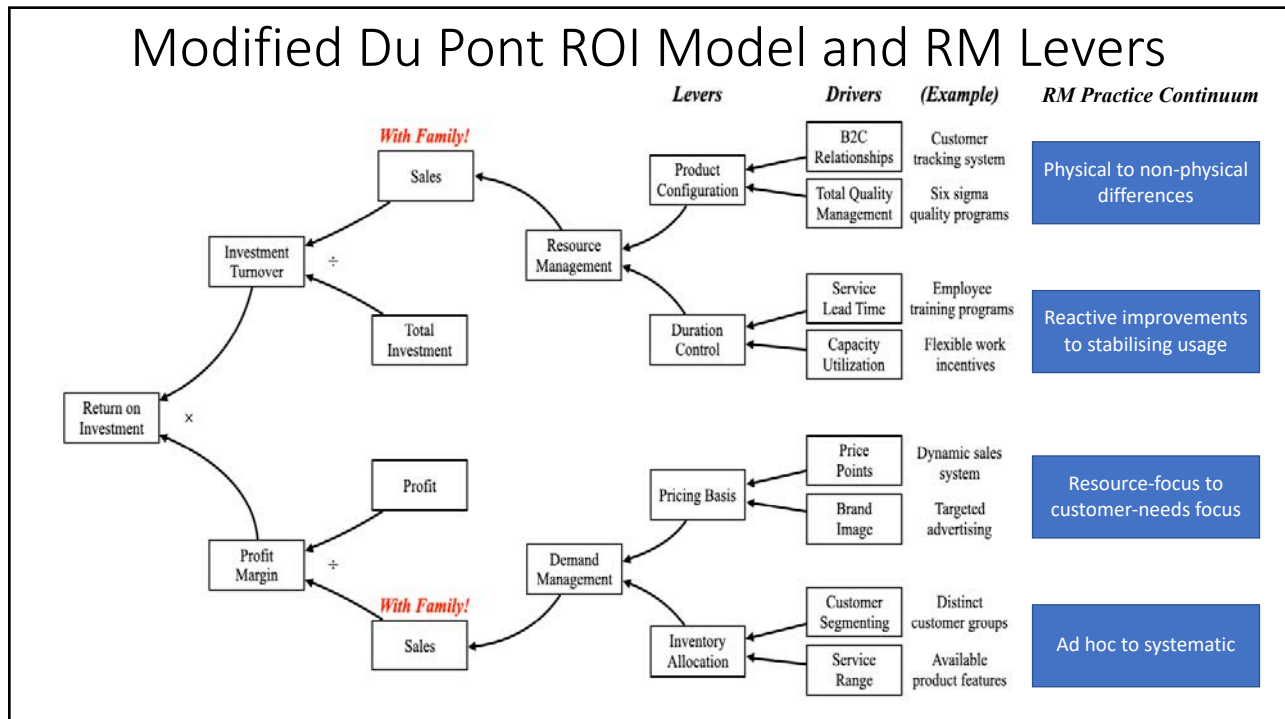 Modified Du Pont ROI Model and RM Levers
Levers
Drivers
(Example)
RM Practice Continuum
With Family!
Sales
Investment
Turnover
÷
Total
Investment
Return on
Investment
×
Profit
Profit
Margin
÷
With Family!
Sales
Resource
Management
Demand
Management
Product
Configuration
Duration
Control
Pricing Basis
Inventory
Allocation
B2C
Relationships
Customer
tracking system
Total Quality
Management
Six sigma
quality programs
Physical to non-physical
differences
Service
Lead Time
Employee
training programs
Capacity
Utilization
Flexible work
incentives
Reactive improvements
to stabilising usage
Price
Points
Dynamic sales
system
Brand
Image
Targeted
advertising
Resource-focus to
customer-needs focus
Customer
Segmenting
Distinct
customer groups
Service
Range
Available
product features
Ad hoc to systematic